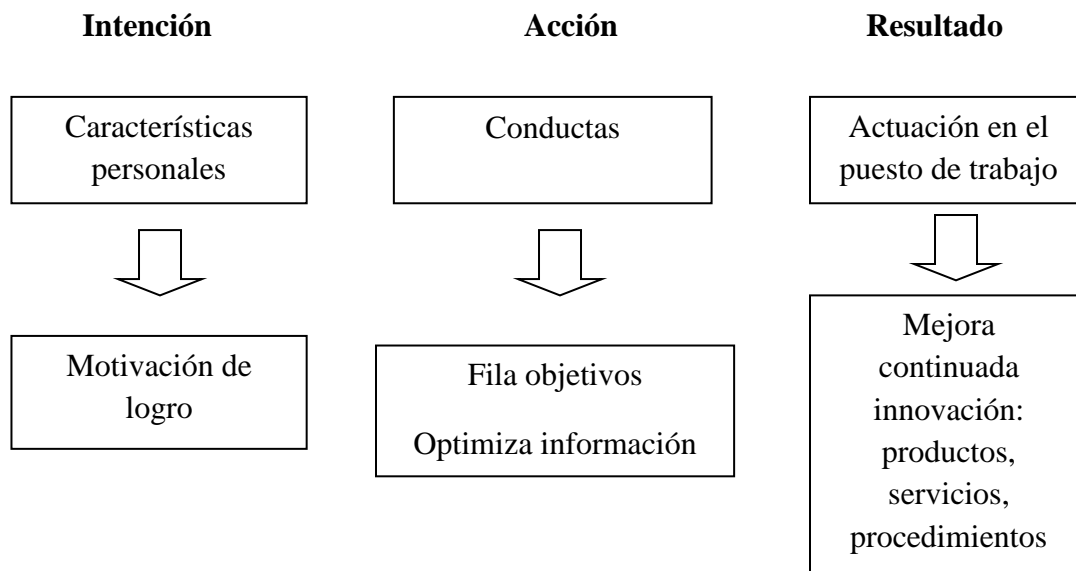 Intención
Acción
Resultado
Características
personales
Conductas
Actuación en el
puesto de trabajo
Motivación de
logro
Fila objetivos
Optimiza información
Mejora
continuada
innovación:
productos,
servicios,
procedimientos